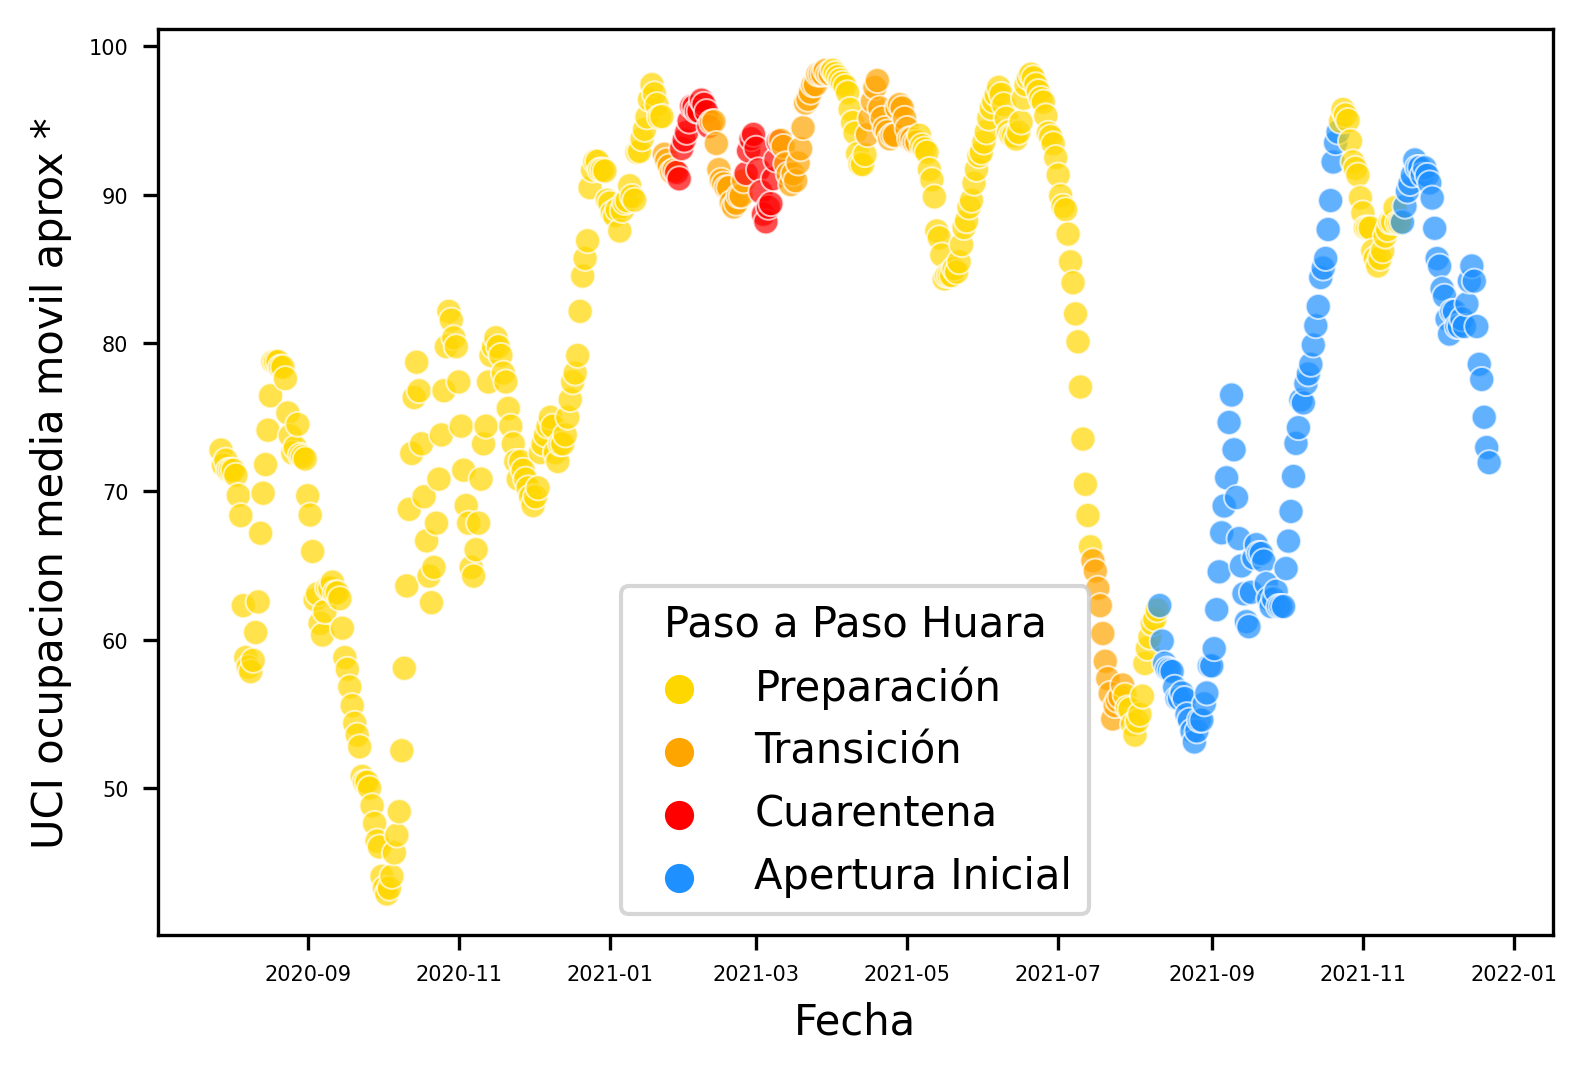 UCI ocupacion media movil aprox *
100
90
80
70
60
50
Paso a Paso Huara
Preparación
Transición
Cuarentena
Apertura Inicial
2020-09 2020-11 2021-01 2021-03 2021-05 2021-07 2021-09 2021-11 2022-01
Fecha